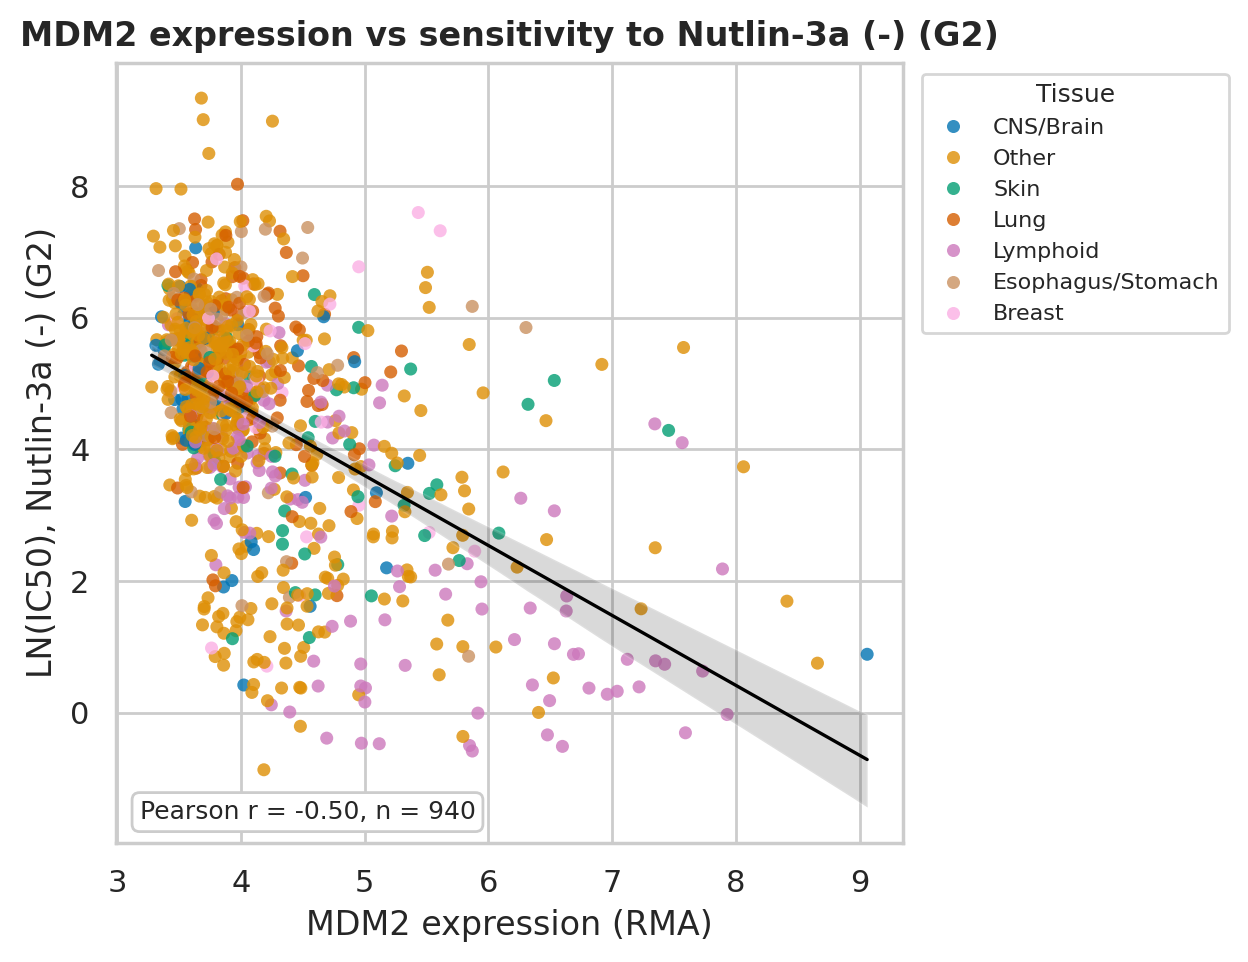 MDM2 expression vs sensitivity to Nutlin-3a (-) (G2)
Tissue
CNS/Brain
Other
Skin
Lung
Lymphoid
Esophagus/Stomach
Breast
LN(IC50), Nutlin-3a (-) (G2)
8
6
4
2
0
Pearson r = -0.50, n = 940
3 4 5 6 7 8 9
MDM2 expression (RMA)